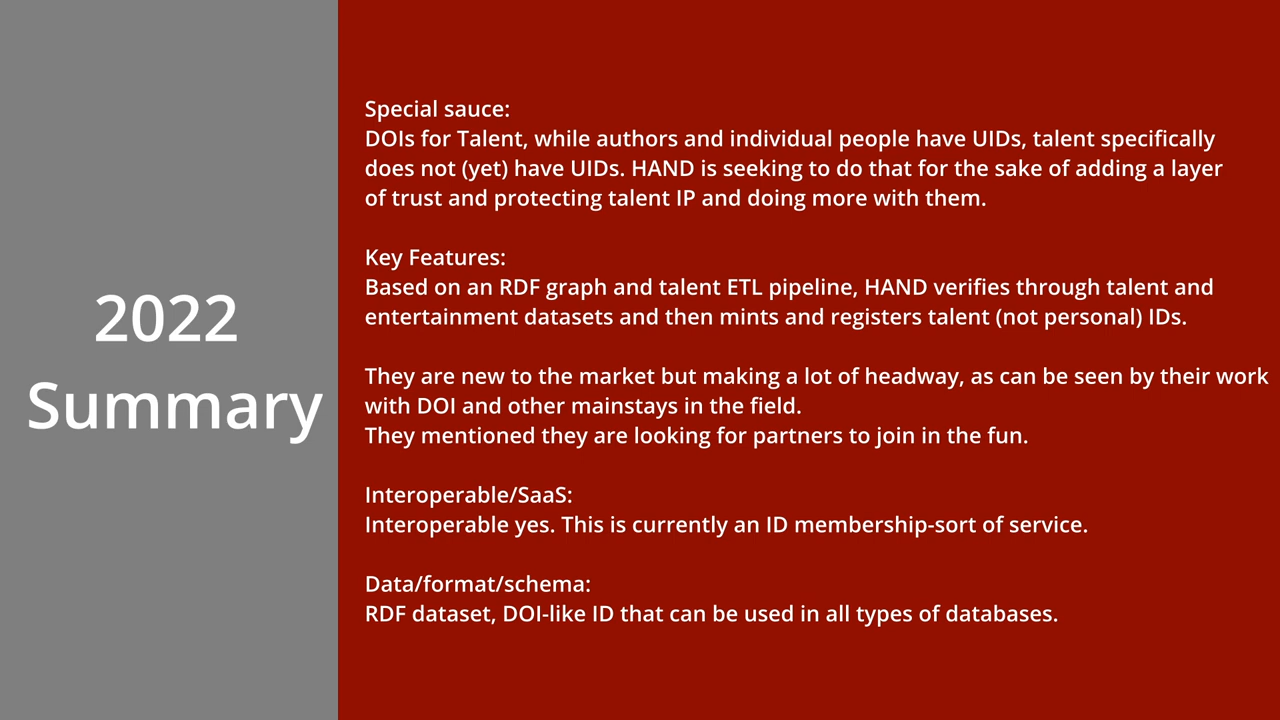 2022
Summary
Special sauce:
DOIs for Talent, while authors and individual people have UIDs, talent specifically
does not (yet) have UIDs. HAND is seeking to do that for the sake of adding a layer
of trust and protecting talent IP and doing more with them.
Key Features:
Based on an RDF graph and talent ETL pipeline, HAND verifies through talent and
entertainment datasets and then mints and registers talent (not personal) IDs.
They are new to the market but making a lot of headway, as can be seen by their work
with DOI and other mainstays in the field.
They mentioned they are looking for partners to join in the fun.
Interoperable/SaaS:
Interoperable yes. This is currently an ID membership-sort of service.
Data/format/schema:
RDF dataset, DOI-like ID that can be used in all types of databases.